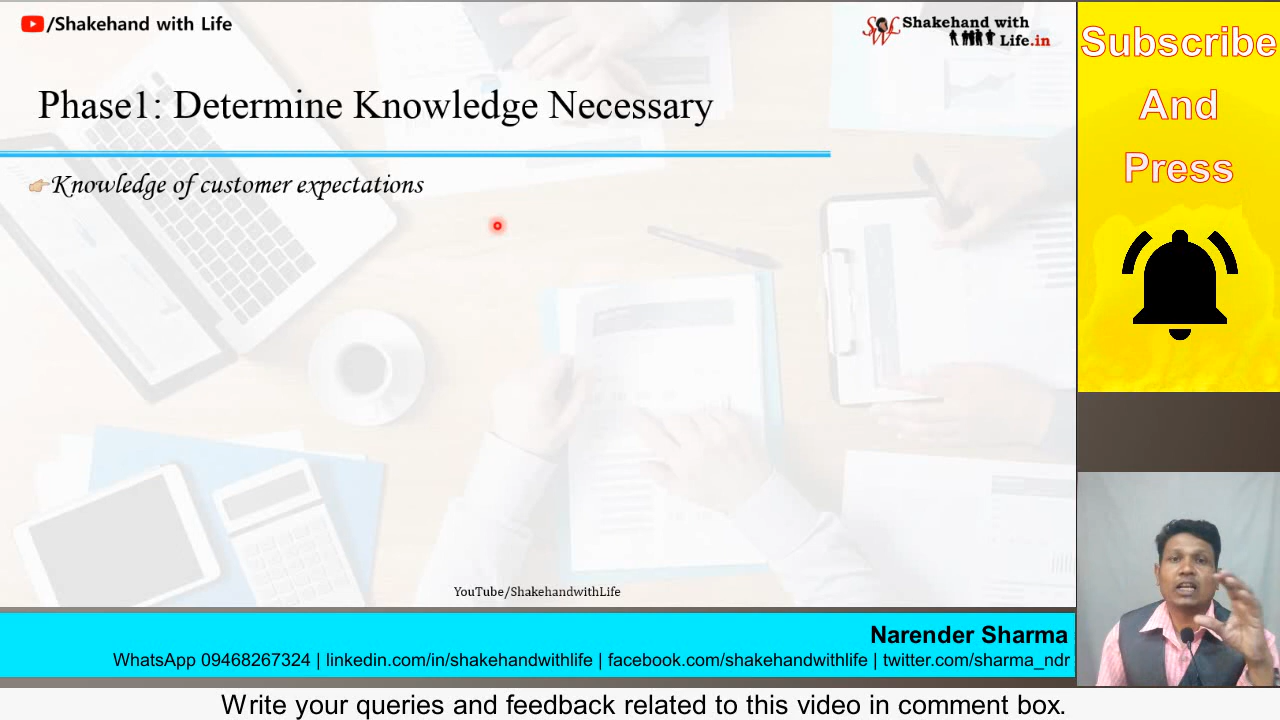 /Shakehand with Life
Shakehand with
Life.in
Phase1: Determine Knowledge Necessary
Knowledge of customer expectations
YouTube/ShakehandwithLife
Subscribe
And
Press
Narender Sharma
WhatsApp 09468267324 | linkedin.com/in/shakehandwithlife | facebook.com/shakehandwithlife | twitter.com/sharma_ndr
Write your queries and feedback related to this video in comment box.